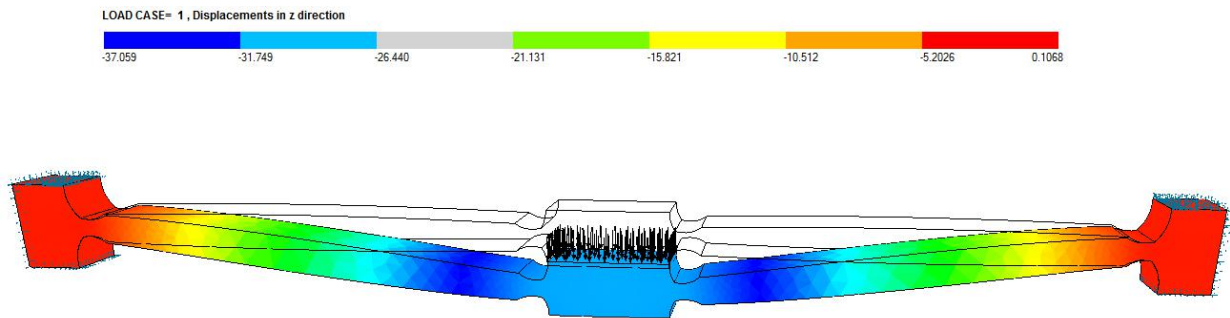 LOAD CASE= 1 , Displacements in z direction
-37.059 -31.749 -26.440 -21.131 -15.821 -10.512 -5.2026 0.1068